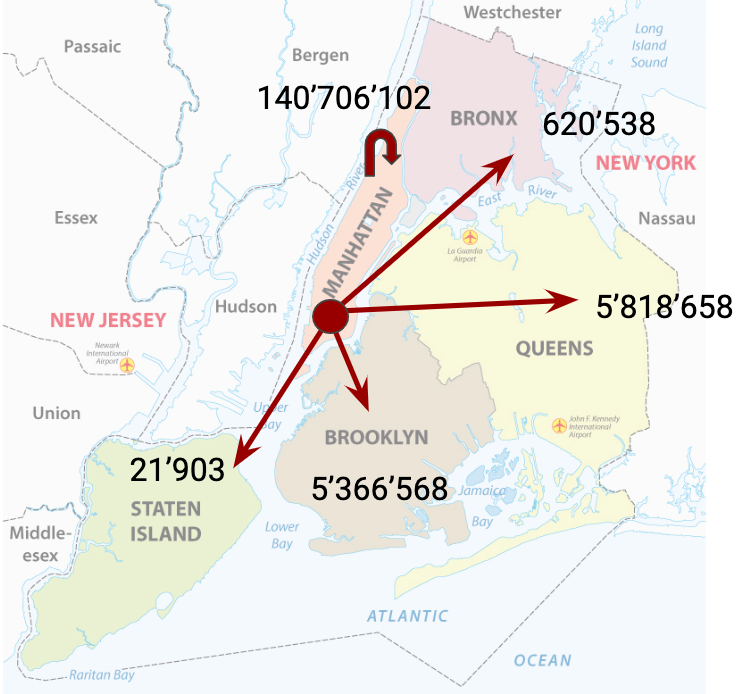 Westchester
Passaic
Bergen
Long
Island
Sound
140’706’102
BRONX
620’538
NEW YORK
River
East
River
Essex
Nassau
Hudson
River
MANHATTAN
La Guardia
Airport
Hudson
5’818’658
NEW JERSEY
QUEENS
Newark
International
Airport
Union
Upper
Bay
John F. Kennedy
International
Airport
BROOKLYN
21’903
5’366’568
Jamaica
Bay
STATEN
ISLAND
Lower
Bay
Middle-
esex
ATLANTIC
OCEAN
Raritan Bay